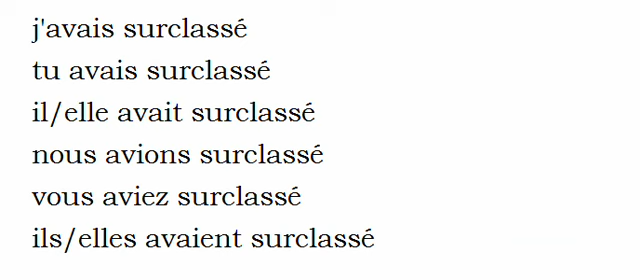 j'avais surclassé
tu avais surclassé
il/elle avait surclassé
nous avions surclassé
vous aviez surclassé
ils/elles avaient surclassé